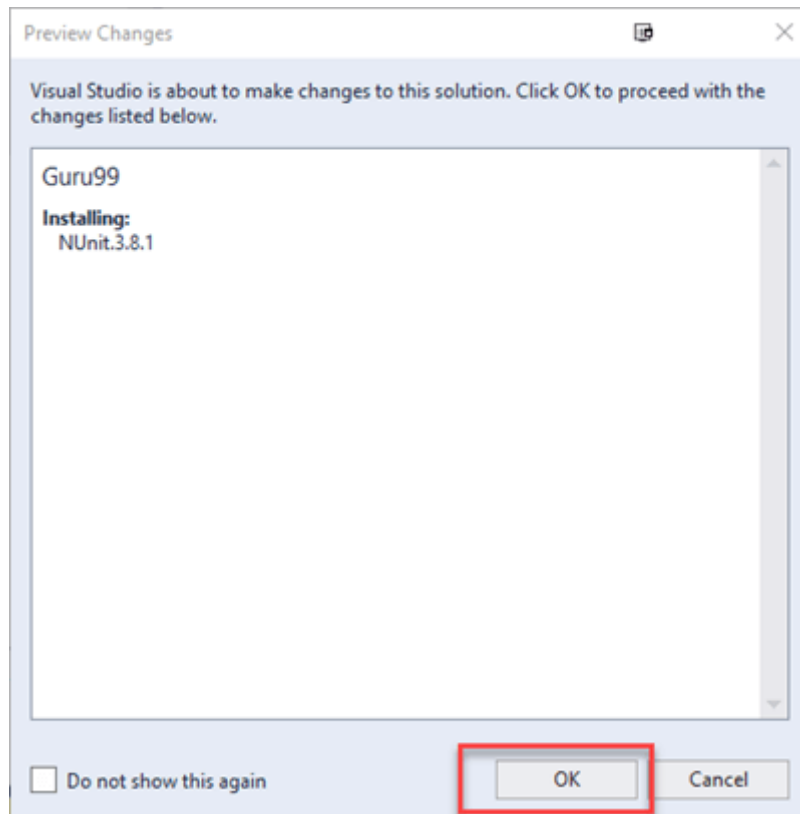 Preview Changes
Visual Studio is about to make changes to this solution. Click OK to proceed with the
changes listed below.
Guru99
Installing:
NUnit.3.8.1
Do not show this again
OK
Cancel